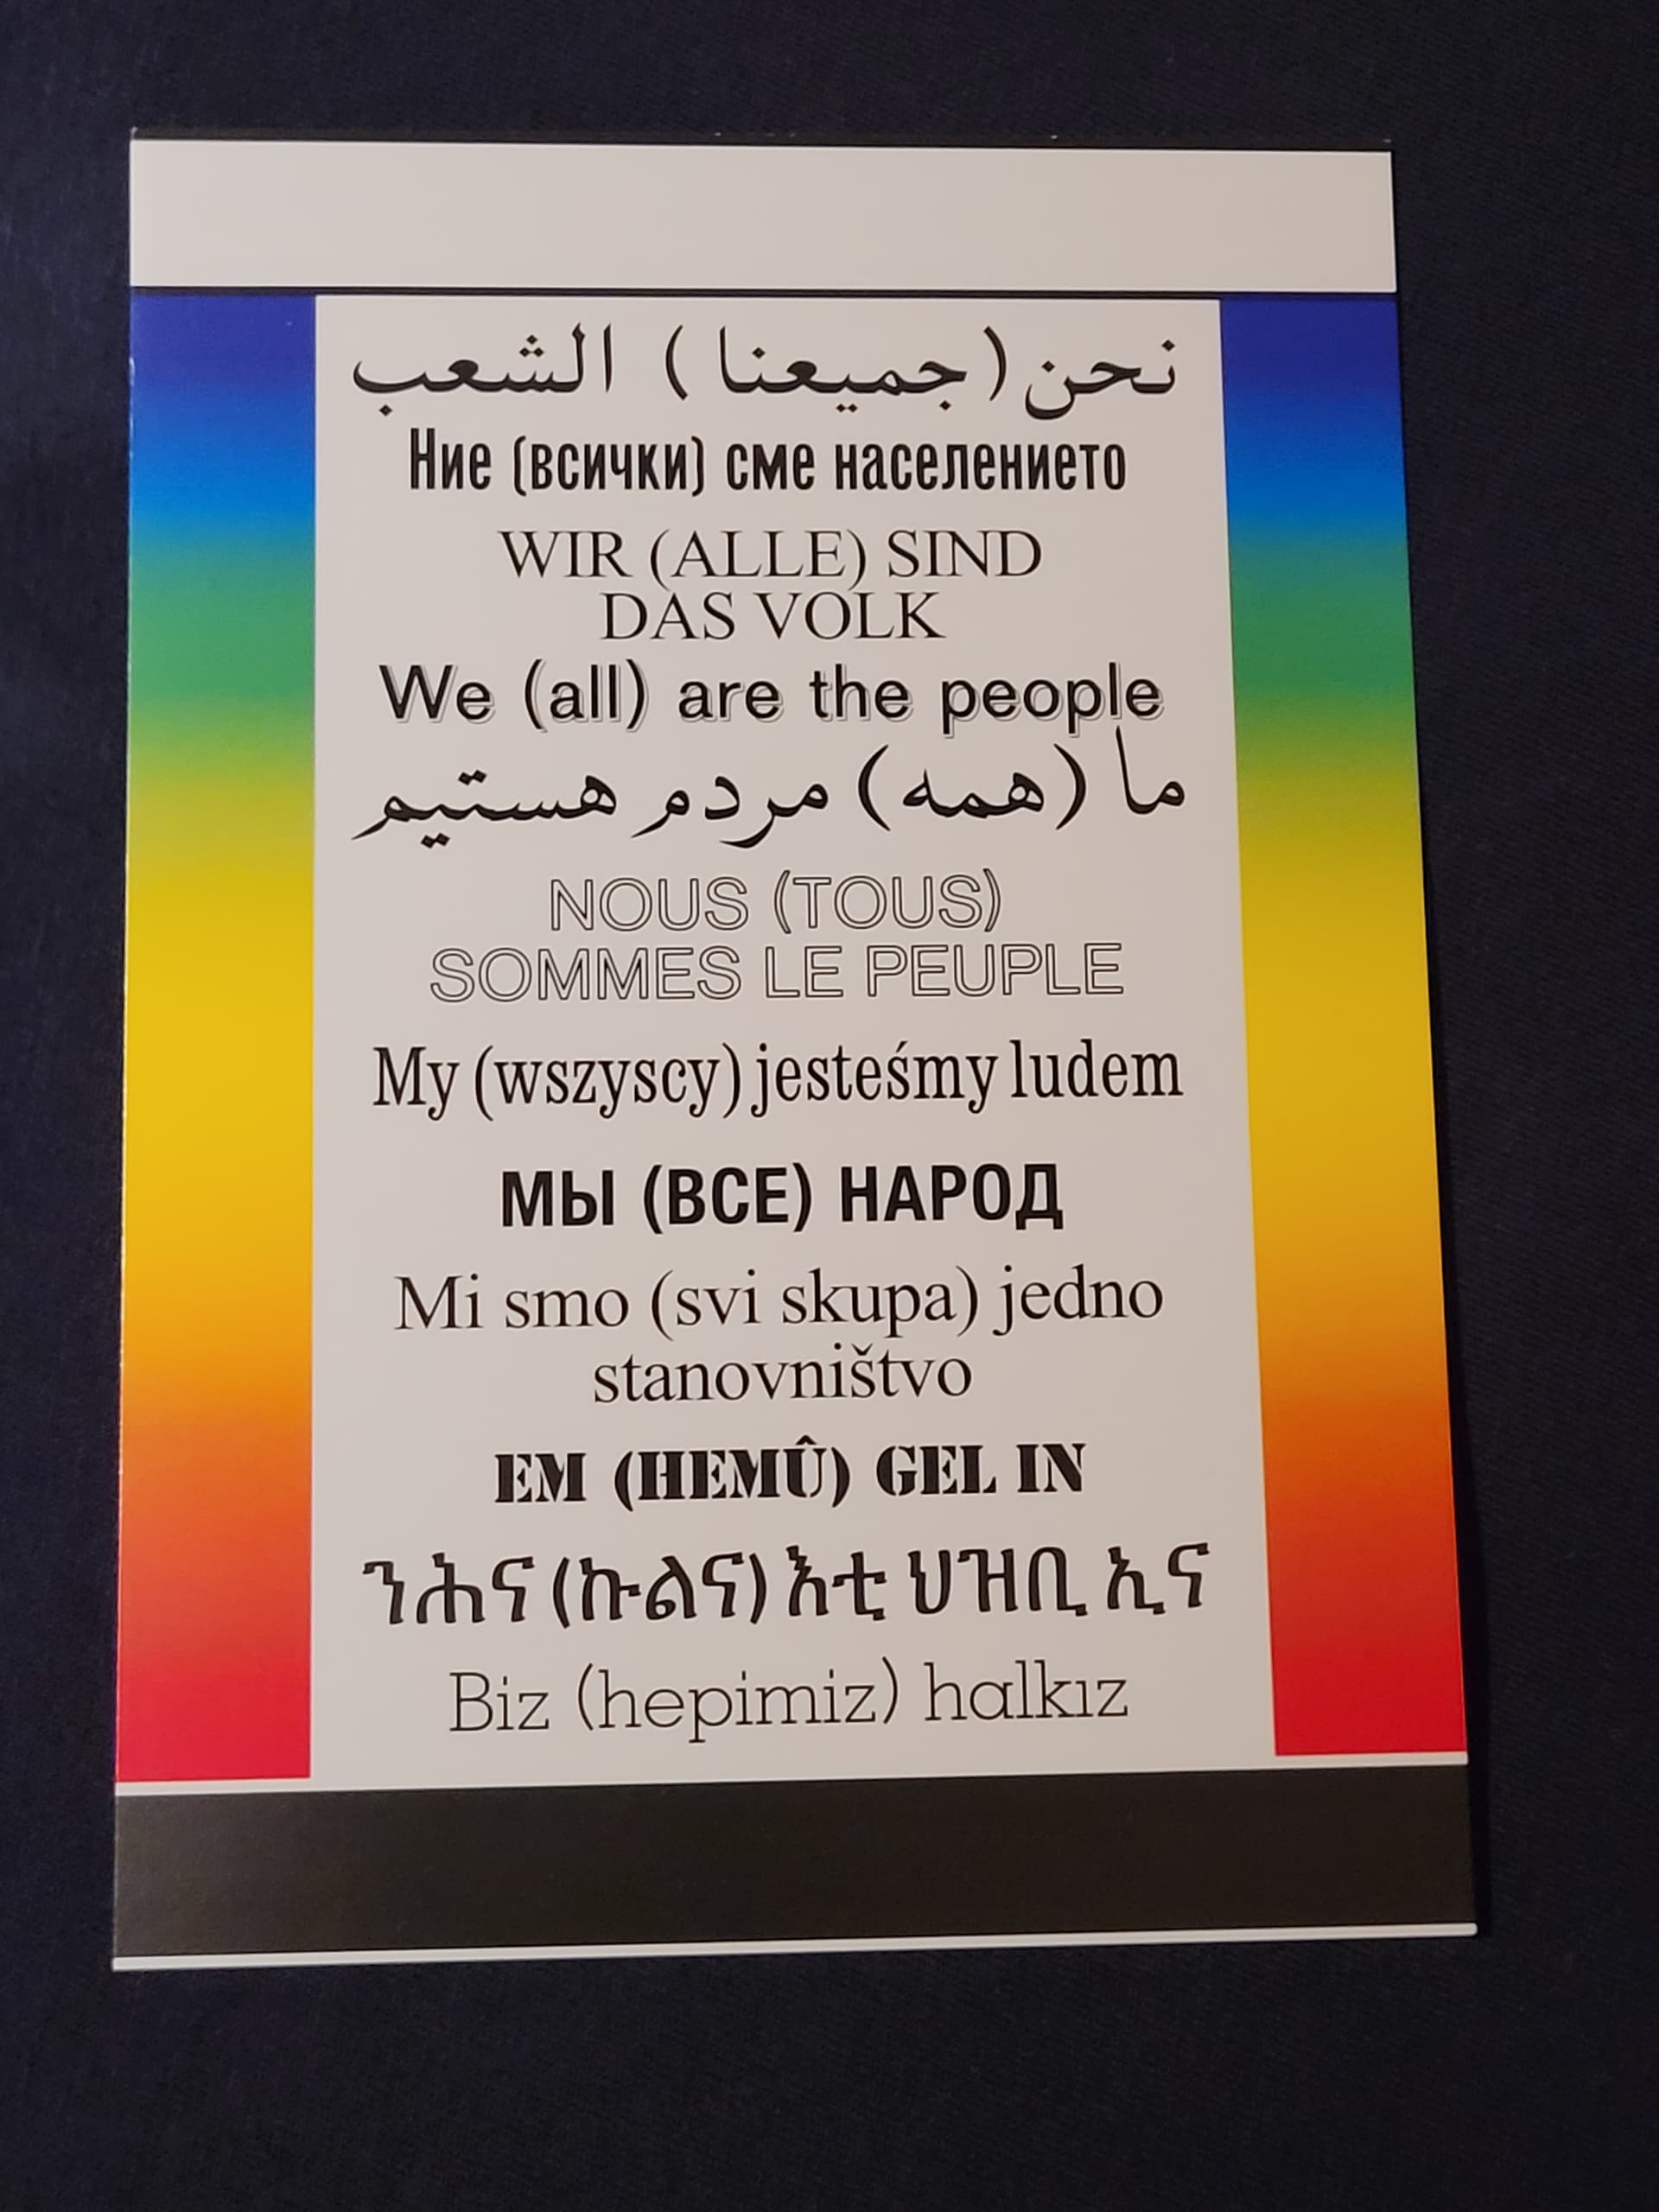 نحن (جميعنا) الشعب
Ние (всички) сме населението
WIR (ALLE) SIND
DAS VOLK
We (all) are the people
ما (همه) مردم هستیم
NOUS (TOUS)
SOMMES LE PEUPLE
My (wszyscy) jesteśmy ludem
МЫ (ВСЕ) НАРОД
Mi smo (svi skupa) jedno
stanovništvo
EM (HEMÛ) GEL IN
ንሕና (ኩልና) እቲ ህዝቢ ኢና
Biz (hepimiz) halkız